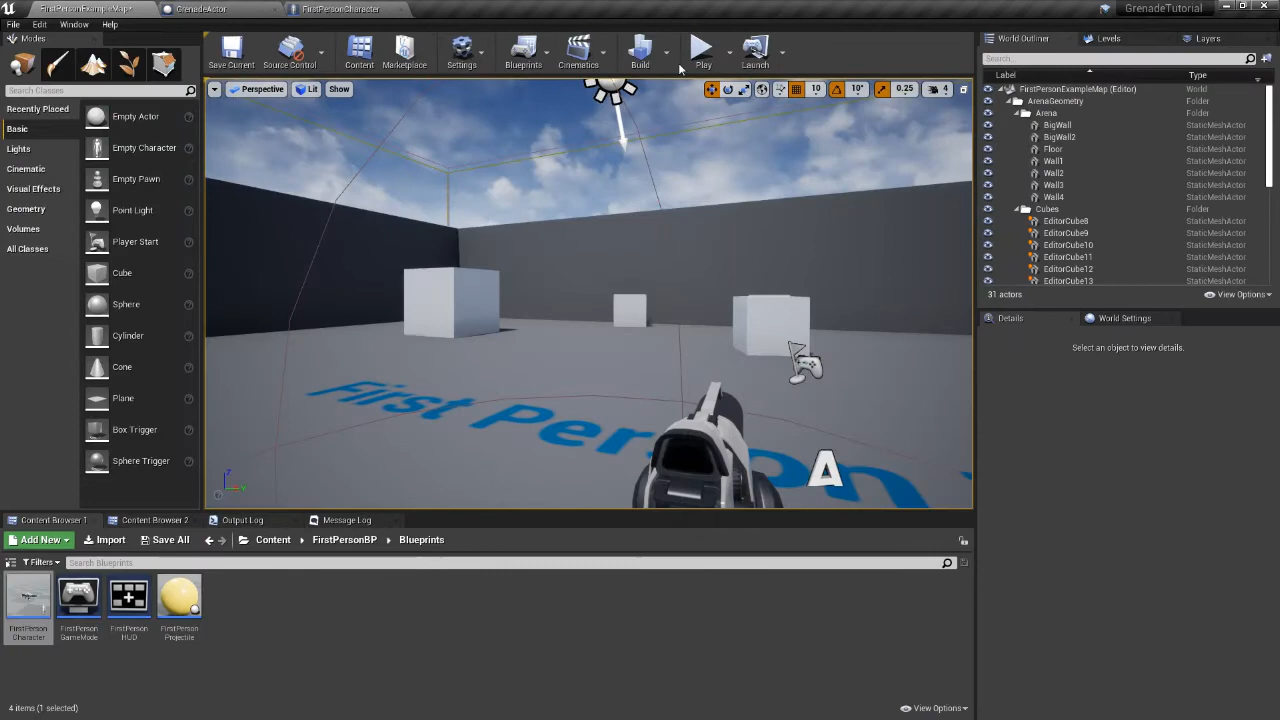 FirstPersonExampleMap*
GrenadeActor
FirstPersonCharacter
GrenadeTutorial
File Edit Window Help
Modes
Save Current
Source Control
Content
Marketplace
Settings
Blueprints
Cinematics
Build
Play
Launch
World Outliner
Levels
Layers
Search...
Label
Type
Search Classes
Perspective
Lit
Show
10
10°
0.25
4
Recently Placed
Basic
Lights
Cinematic
Visual Effects
Geometry
Volumes
All Classes
Empty Actor
Empty Character
Empty Pawn
Point Light
Player Start
Cube
Sphere
Cylinder
Cone
Plane
Box Trigger
Sphere Trigger
FirstPersonExampleMap (Editor) World
ArenaGeometry Folder
Arena Folder
BigWall StaticMeshActor
BigWall2 StaticMeshActor
Floor StaticMeshActor
Wall1 StaticMeshActor
Wall2 StaticMeshActor
Wall3 StaticMeshActor
Wall4 StaticMeshActor
Cubes Folder
EditorCube8 StaticMeshActor
EditorCube9 StaticMeshActor
EditorCube10 StaticMeshActor
EditorCube11 StaticMeshActor
EditorCube12 StaticMeshActor
EditorCube13 StaticMeshActor
31 actors
View Options
Details
World Settings
Select an object to view details.
First Person
A
Content Browser 1
Content Browser 2
Output Log
Message Log
Add New
Import
Save All
Content
FirstPersonBP
Blueprints
Filters
Search Blueprints
FirstPerson
Character
FirstPerson
GameMode
FirstPerson
HUD
FirstPerson
Projectile
4 items (1 selected)
View Options